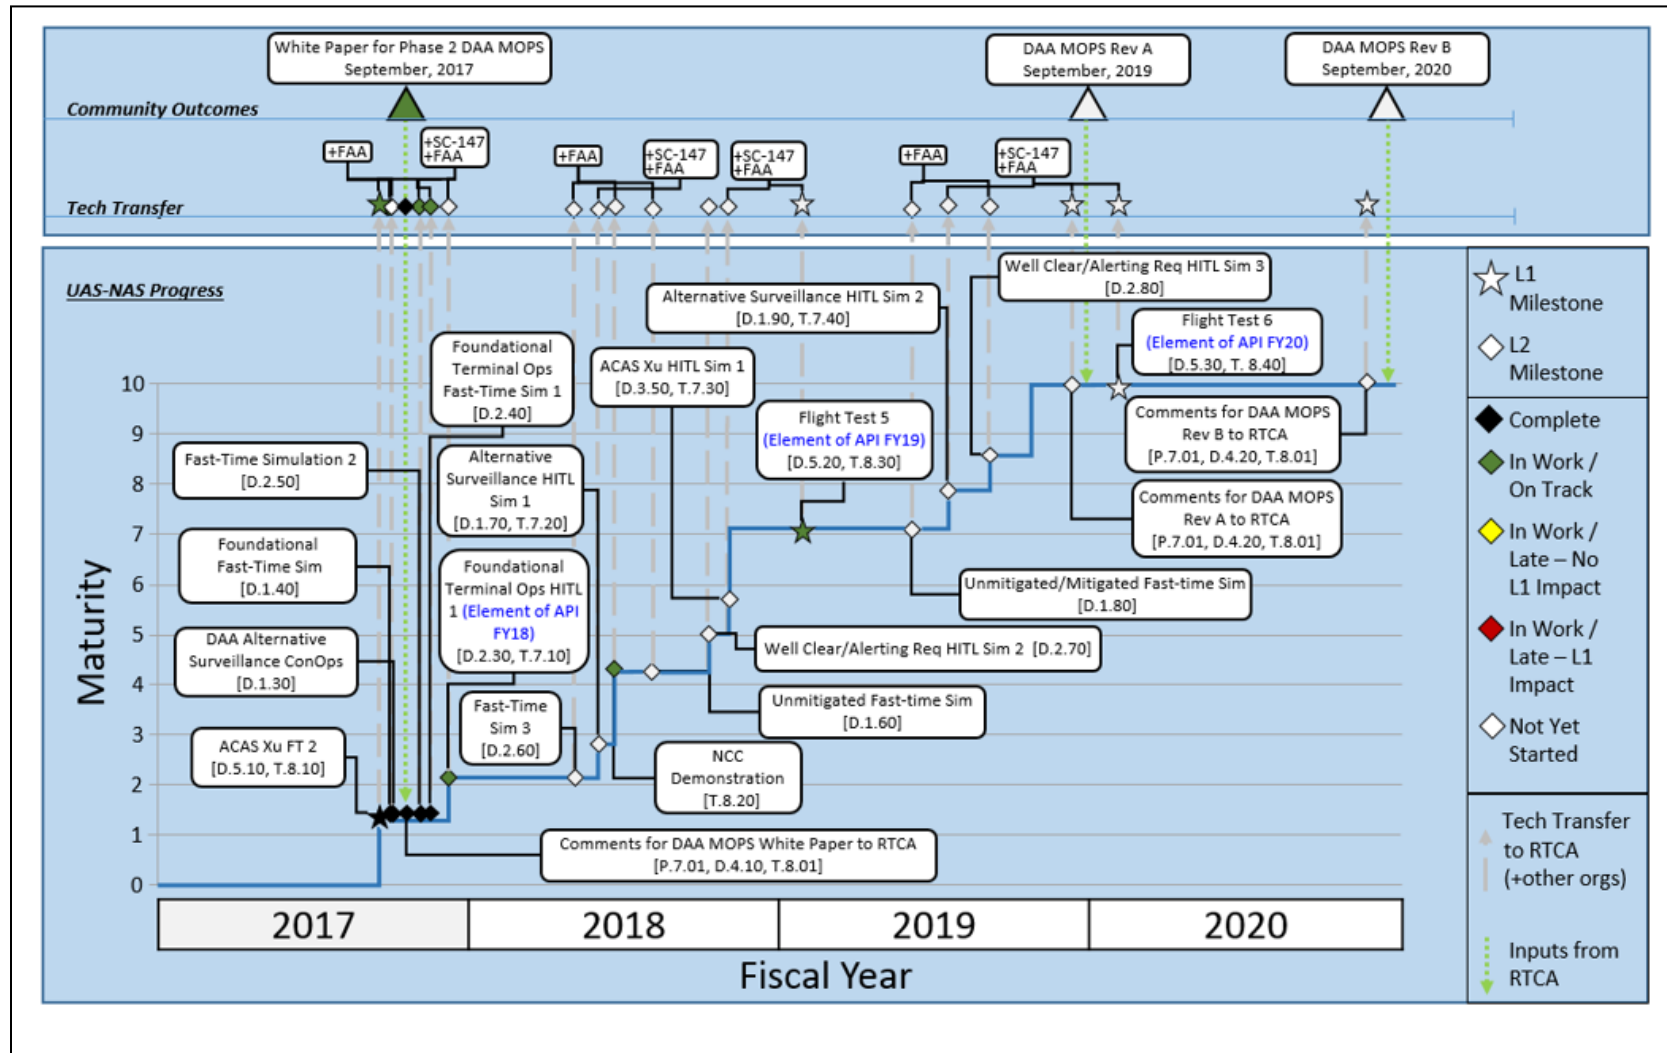 White Paper for Phase 2 DAA MOPS
September, 2017
DAA MOPS Rev A
September, 2019
DAA MOPS Rev B
September, 2020
Community Outcomes
+FAA
+SC-147
+FAA
+FAA
+SC-147
+FAA
+SC-147
+FAA
+FAA
+SC-147
+FAA
Tech Transfer
UAS-NAS Progress
Well Clear/Alerting Req HITL Sim 3
[D.2.80]
Alternative Surveillance HITL Sim 2
[D.1.90, T.7.40]
Flight Test 6
(Element of API FY20)
[D.5.30, T. 8.40]
Foundational
Terminal Ops
Fast-Time Sim 1
[D.2.40]
ACAS Xu HITL Sim 1
[D.3.50, T.7.30]
Flight Test 5
(Element of API FY19)
[D.5.20, T.8.30]
Comments for DAA MOPS
Rev B to RTCA
[P.7.01, D.4.20, T.8.01]
Fast-Time Simulation 2
[D.2.50]
Alternative
Surveillance HITL
Sim 1
[D.1.70, T.7.20]
Comments for DAA MOPS
Rev A to RTCA
[P.7.01, D.4.20, T.8.01]
Foundational
Fast-Time Sim
[D.1.40]
Foundational
Terminal Ops HITL
1 (Element of API
FY18)
[D.2.30, T.7.10]
Unmitigated/Mitigated Fast-time Sim
[D.1.80]
DAA Alternative
Surveillance ConOps
[D.1.30]
Well Clear/Alerting Req HITL Sim 2 [D.2.70]
Fast-Time
Sim 3
[D.2.60]
Unmitigated Fast-time Sim
[D.1.60]
ACAS Xu FT 2
[D.5.10, T.8.10]
NCC
Demonstration
[T.8.20]
Comments for DAA MOPS White Paper to RTCA
[P.7.01, D.4.10, T.8.01]
Maturity
10
9
8
7
6
5
4
3
2
1
0
2017
2018
2019
2020
Fiscal Year
L1
Milestone
L2
Milestone
Complete
In Work /
On Track
In Work /
Late – No
L1 Impact
In Work /
Late – L1
Impact
Not Yet
Started
Tech Transfer
to RTCA
(+other orgs)
Inputs from
RTCA